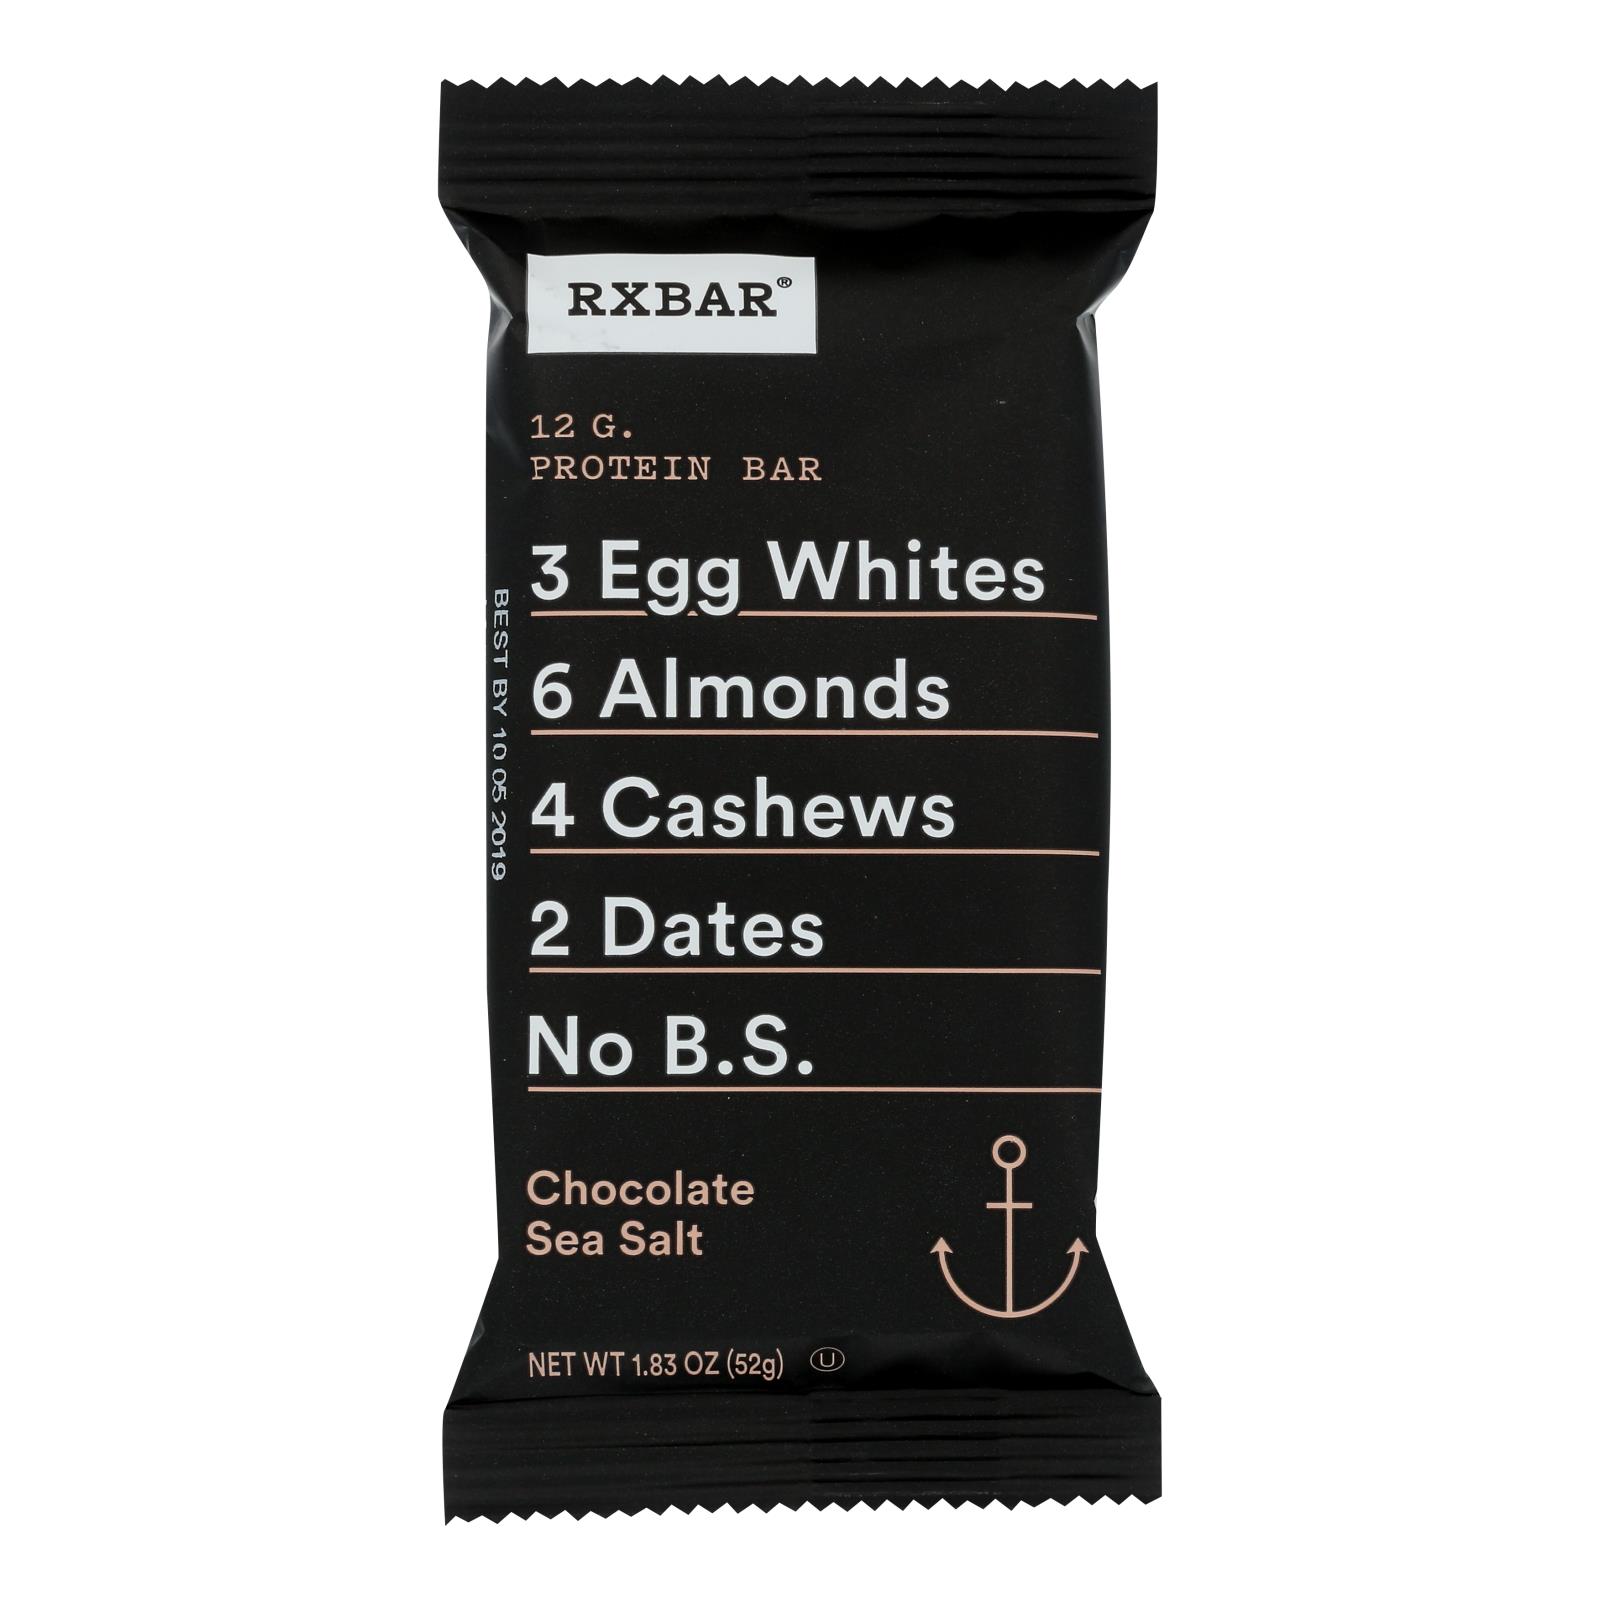 RXBAR®
12 G.
PROTEIN BAR
3 Egg Whites
6 Almonds
4 Cashews
2 Dates
No B.S.
Chocolate
Sea Salt
NET WT 1.83 OZ (52g) U
BEST BY 10 05 2019